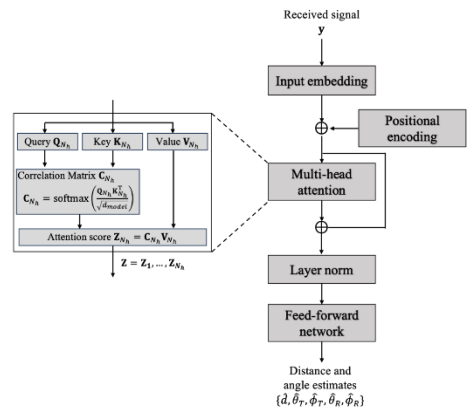 Received signal
y
Input embedding
Positional
encoding
Multi-head
attention
Layer norm
Feed-forward
network
Distance and
angle estimates
{d̂, θ̂_T, ϕ̂_T, θ̂_R, ϕ̂_R}
Query Q_{N_h}
Key K_{N_h}
Value V_{N_h}
Correlation Matrix C_{N_h}
C_{N_h} = softmax(Q_{N_h} K_{N_h}^T / √d_{model})
Attention score Z_{N_h} = C_{N_h} V_{N_h}
Z = Z_1, ..., Z_{N_h}